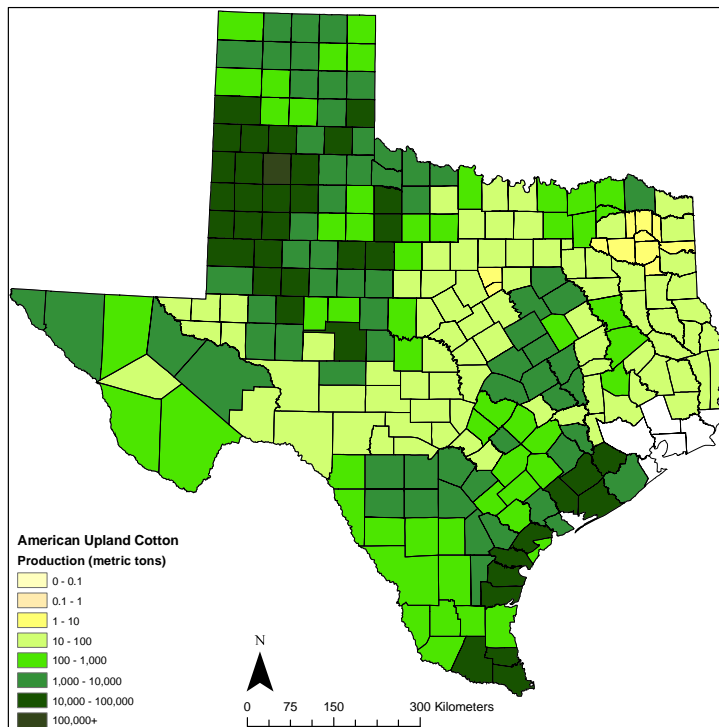 American Upland Cotton
Production (metric tons)
0 - 0.1
0.1 - 1
1 - 10
10 - 100
100 - 1,000
1,000 - 10,000
10,000 - 100,000
100,000+
N
0 75 150 300 Kilometers